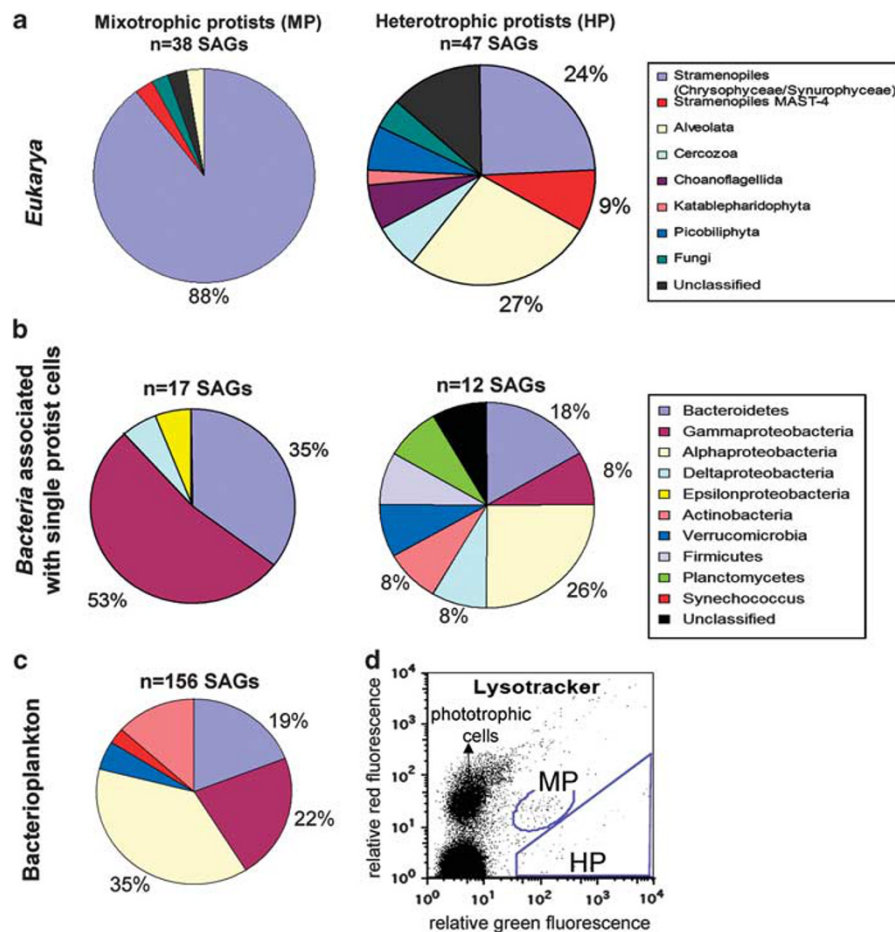 a
Mixotrophic protists (MP)
n=38 SAGs
Heterotrophic protists (HP)
n=47 SAGs
Eukarya
88%
24%
9%
27%
Stramenopiles
(Chrysophyceae/Synurophyceae)
Stramenopiles MAST-4
Alveolata
Cercozoa
Choanoflagellida
Katablepharidophyta
Picobiliphyta
Fungi
Unclassified
b
Bacteria associated
with single protist cells
n=17 SAGs
35%
53%
n=12 SAGs
18%
8%
26%
8%
8%
Bacteroidetes
Gammaproteobacteria
Alphaproteobacteria
Deltaproteobacteria
Epsilonproteobacteria
Actinobacteria
Verrucomicrobia
Firmicutes
Planctomycetes
Synechococcus
Unclassified
c
Bacterioplankton
n=156 SAGs
19%
22%
35%
d
Lysotracker
phototrophic
cells
MP
HP
relative red fluorescence
10⁴
10³
10²
10¹
10⁰
10⁰ 10¹ 10² 10³ 10⁴
relative green fluorescence